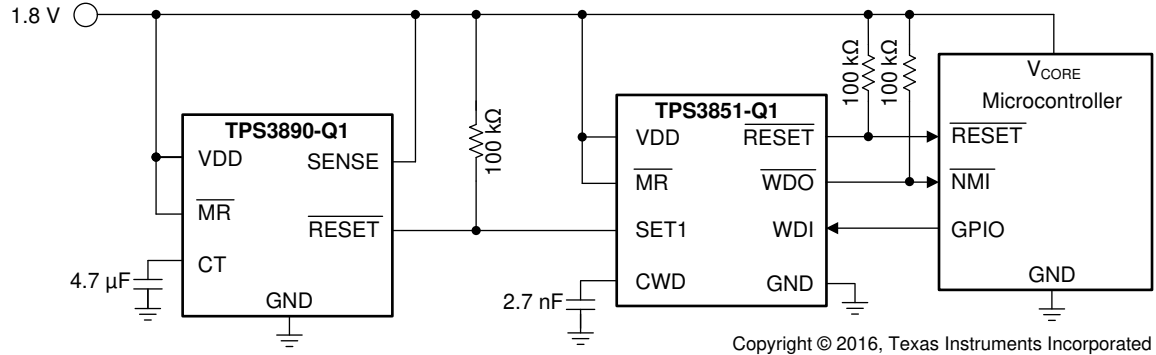 1.8 V
100 kΩ
100 kΩ
100 kΩ
TPS3890-Q1
VDD
SENSE
MR
RESET
CT
GND
4.7 µF
TPS3851-Q1
VDD
RESET
MR
WDO
SET1
WDI
CWD
GND
2.7 nF
VCORE
Microcontroller
RESET
NMI
GPIO
GND
Copyright © 2016, Texas Instruments Incorporated